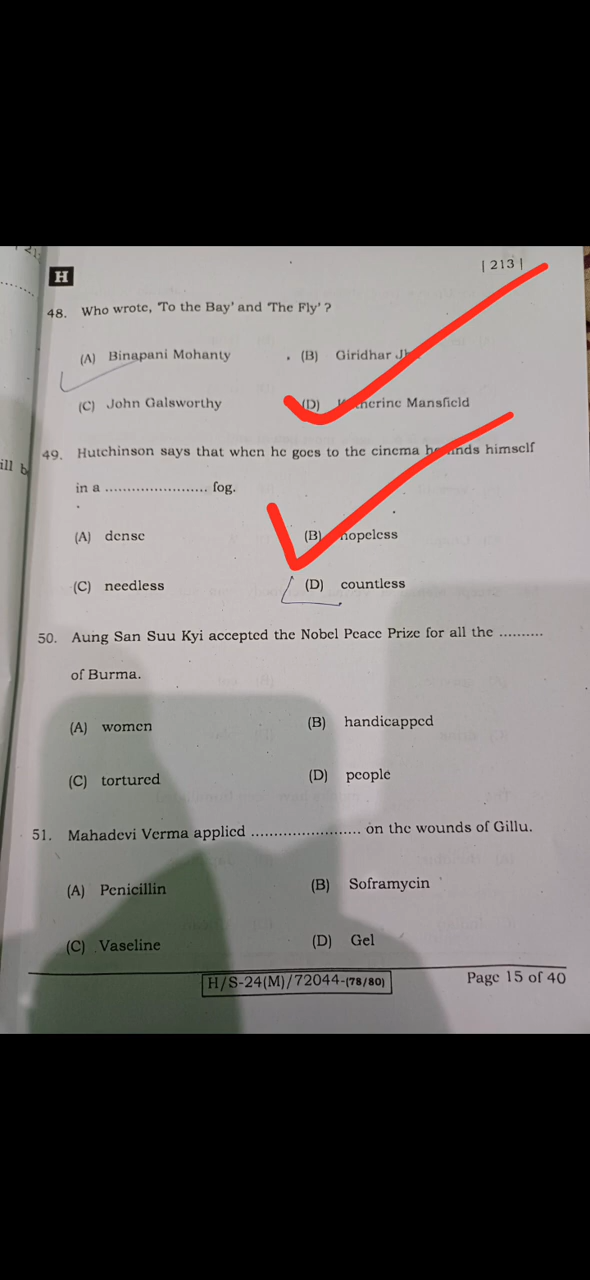 H
| 213 |
48. Who wrote, 'To the Bay' and 'The Fly' ?
(A) Binapani Mohanty (B) Giridhar
(C) John Galsworthy (D) Mansfield
49. Hutchinson says that when he goes to the cinema himself
in a ...................... fog.
(A) dense (B) hopeless
(C) needless (D) countless
50. Aung San Suu Kyi accepted the Nobel Peace Prize for all the ..........
of Burma.
(A) women (B) handicapped
(C) tortured (D) people
51. Mahadevi Verma applied ........................ on the wounds of Gillu.
(A) Penicillin (B) Soframycin
(C) Vaseline (D) Gel
H/S-24(M)/72044-(78/80) Page 15 of 40